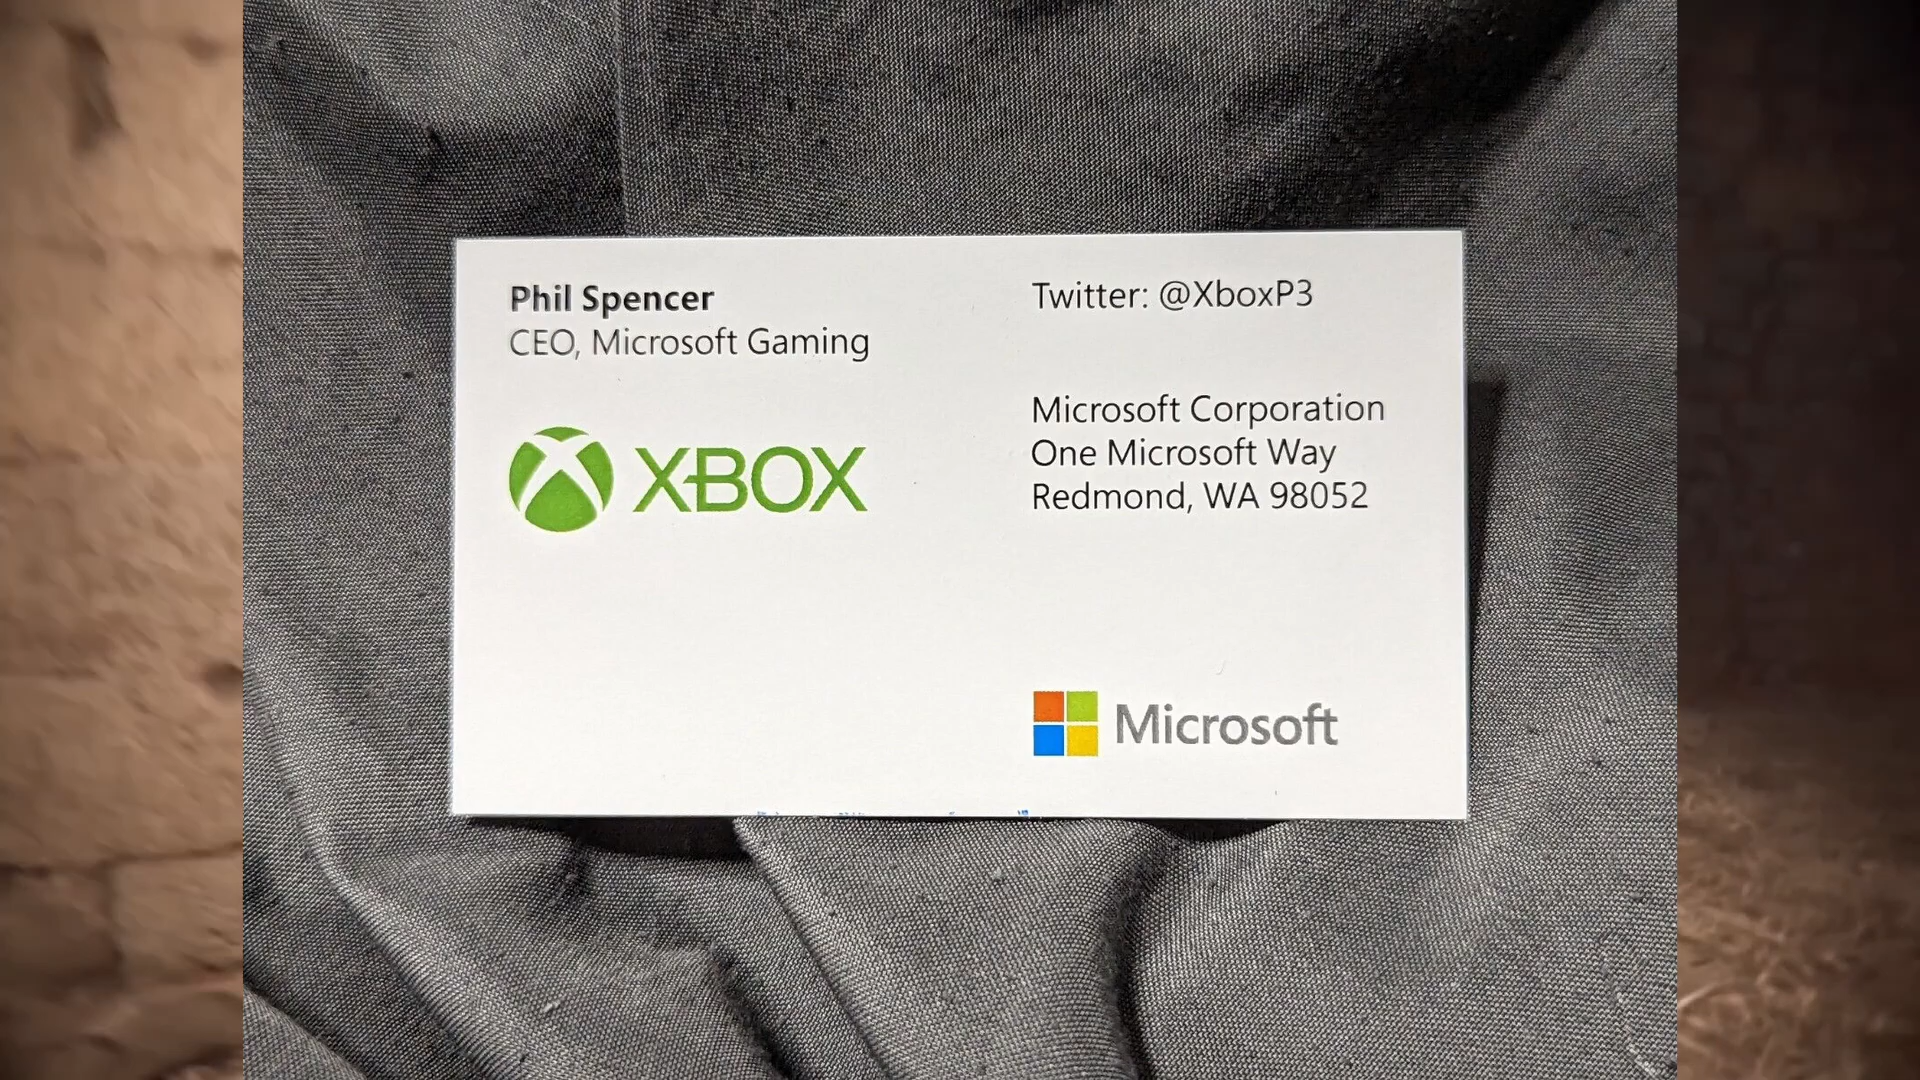 Phil Spencer
CEO, Microsoft Gaming
XBOX
Twitter: @XboxP3
Microsoft Corporation
One Microsoft Way
Redmond, WA 98052
Microsoft